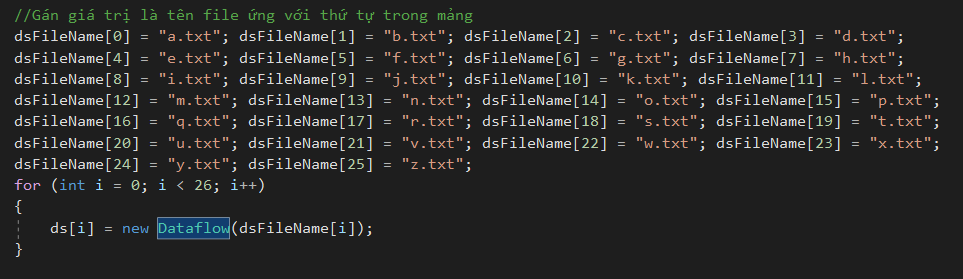 //Gán giá trị là tên file ứng với thứ tự trong mảng
dsFileName[0] = "a.txt"; dsFileName[1] = "b.txt"; dsFileName[2] = "c.txt"; dsFileName[3] = "d.txt";
dsFileName[4] = "e.txt"; dsFileName[5] = "f.txt"; dsFileName[6] = "g.txt"; dsFileName[7] = "h.txt";
dsFileName[8] = "i.txt"; dsFileName[9] = "j.txt"; dsFileName[10] = "k.txt"; dsFileName[11] = "l.txt";
dsFileName[12] = "m.txt"; dsFileName[13] = "n.txt"; dsFileName[14] = "o.txt"; dsFileName[15] = "p.txt";
dsFileName[16] = "q.txt"; dsFileName[17] = "r.txt"; dsFileName[18] = "s.txt"; dsFileName[19] = "t.txt";
dsFileName[20] = "u.txt"; dsFileName[21] = "v.txt"; dsFileName[22] = "w.txt"; dsFileName[23] = "x.txt";
dsFileName[24] = "y.txt"; dsFileName[25] = "z.txt";
for (int i = 0; i < 26; i++)
{
    ds[i] = new Dataflow(dsFileName[i]);
}